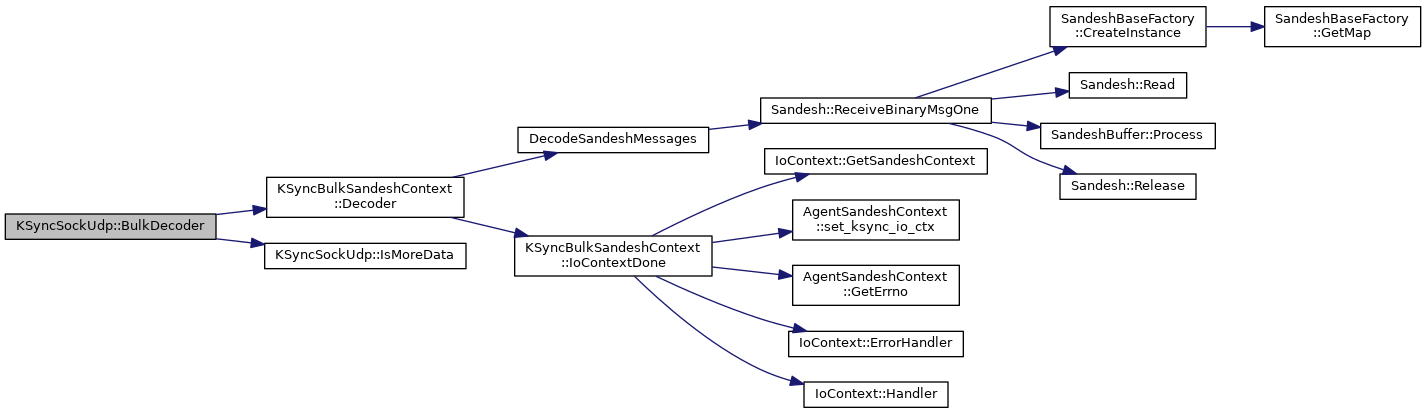 KSyncSockUdp::BulkDecoder
KSyncBulkSandeshContext
::Decoder
KSyncSockUdp::IsMoreData
DecodeSandeshMessages
KSyncBulkSandeshContext
::IoContextDone
Sandesh::ReceiveBinaryMsgOne
IoContext::GetSandeshContext
AgentSandeshContext
::set_ksync_io_ctx
AgentSandeshContext
::GetErrno
IoContext::ErrorHandler
IoContext::Handler
SandeshBaseFactory
::CreateInstance
Sandesh::Read
SandeshBuffer::Process
Sandesh::Release
SandeshBaseFactory
::GetMap